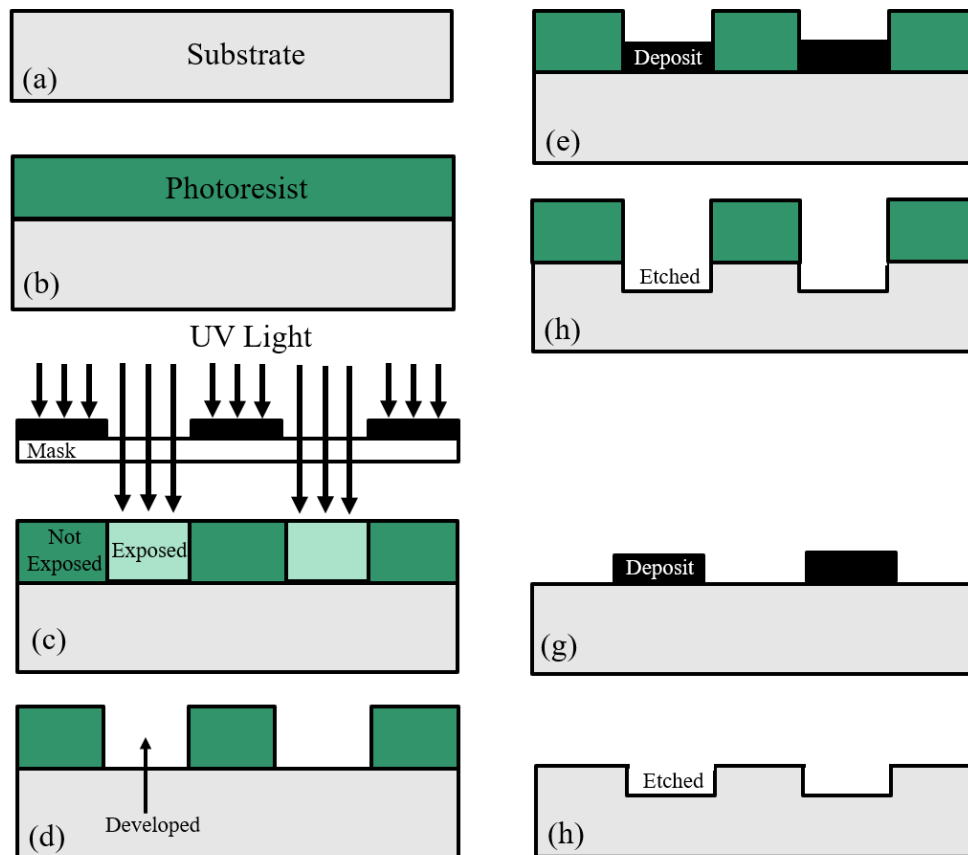 Substrate
(a)
Photoresist
(b)
UV Light
Mask
Not
Exposed
Exposed
(c)
Developed
(d)
Deposit
(e)
Etched
(h)
Deposit
(g)
Etched
(h)